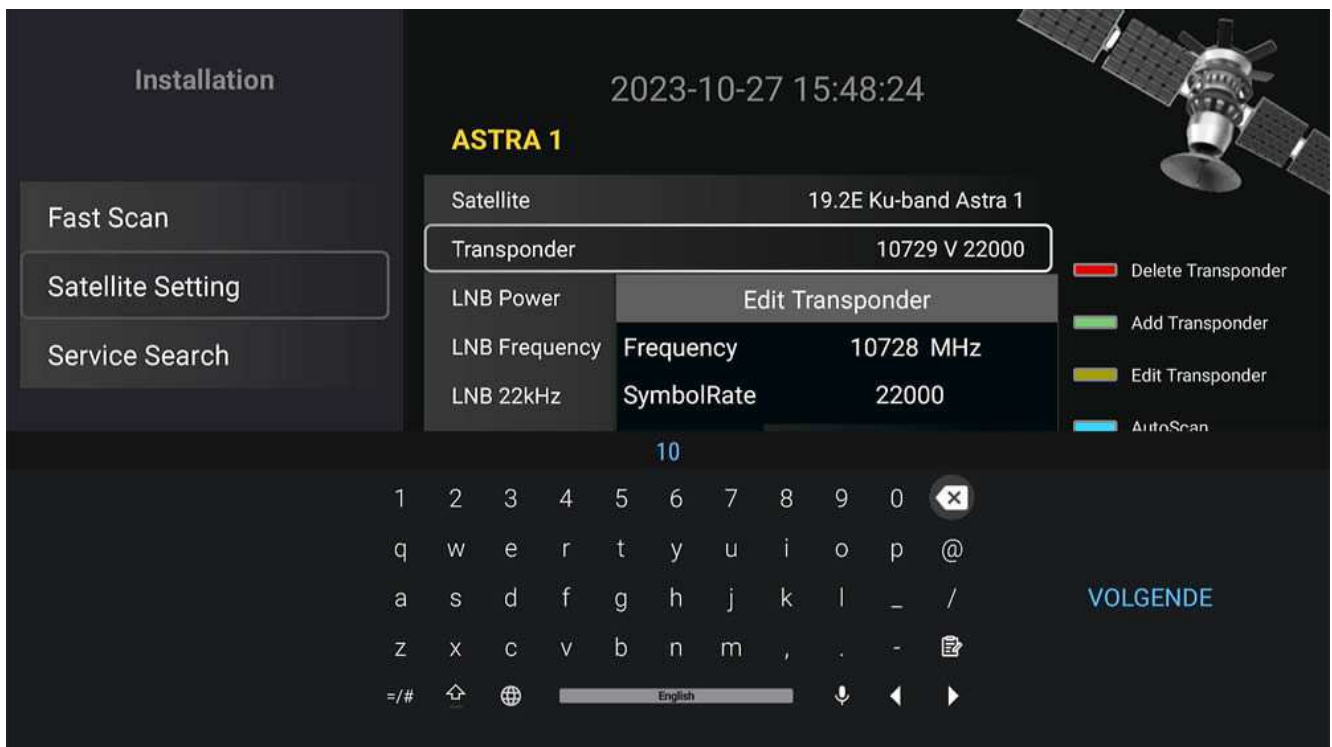 Installation
2023-10-27 15:48:24
ASTRA 1
Fast Scan
Satellite Setting
Service Search
Satellite 19.2E Ku-band Astra 1
Transponder 10729 V 22000
LNB Power
LNB Frequency
LNB 22kHz
Edit Transponder
Frequency 10728 MHz
SymbolRate 22000
Delete Transponder
Add Transponder
Edit Transponder
AutoScan
10
1 2 3 4 5 6 7 8 9 0
q w e r t y u i o p @
a s d f g h j k l _ /
z x c v b n m , . -
=/# English
VOLGENDE